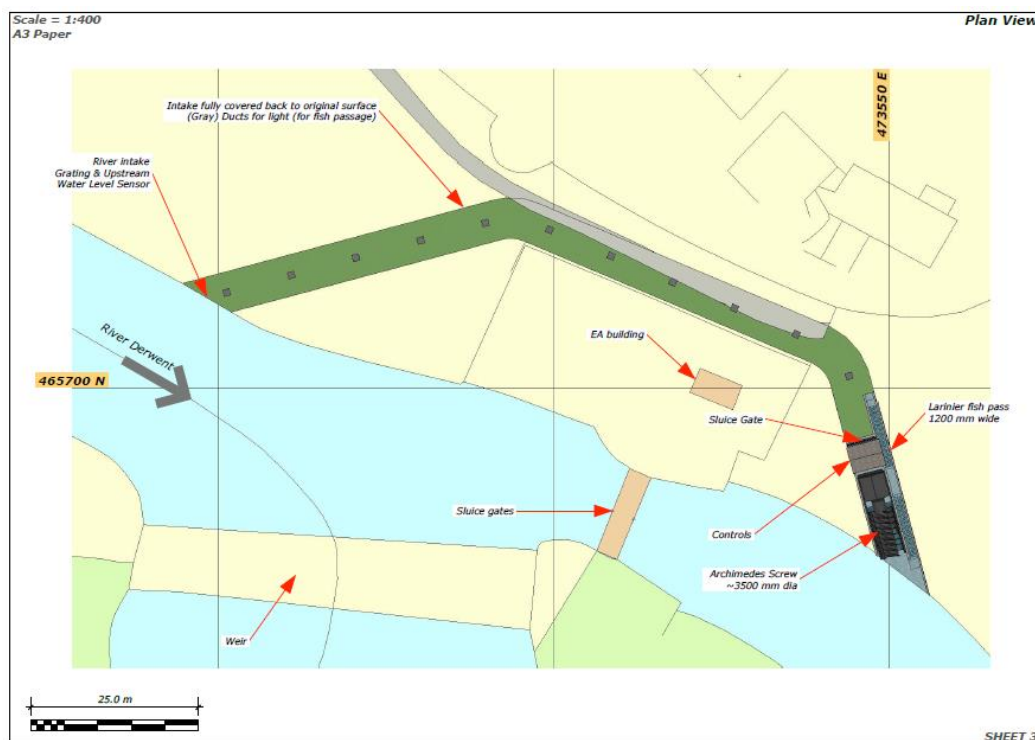 Scale = 1:400
A3 Paper
Plan View
473550 E
Intake fully covered back to original surface
(Gray) Ducts for light (for fish passage)
River intake
Grating & Upstream
Water Level Sensor
River Derwent
EA building
465700 N
Sluice Gate
Larinier fish pass
1200 mm wide
Sluice gates
Controls
Archimedes Screw
~3500 mm dia
Weir
25.0 m
SHEET 3